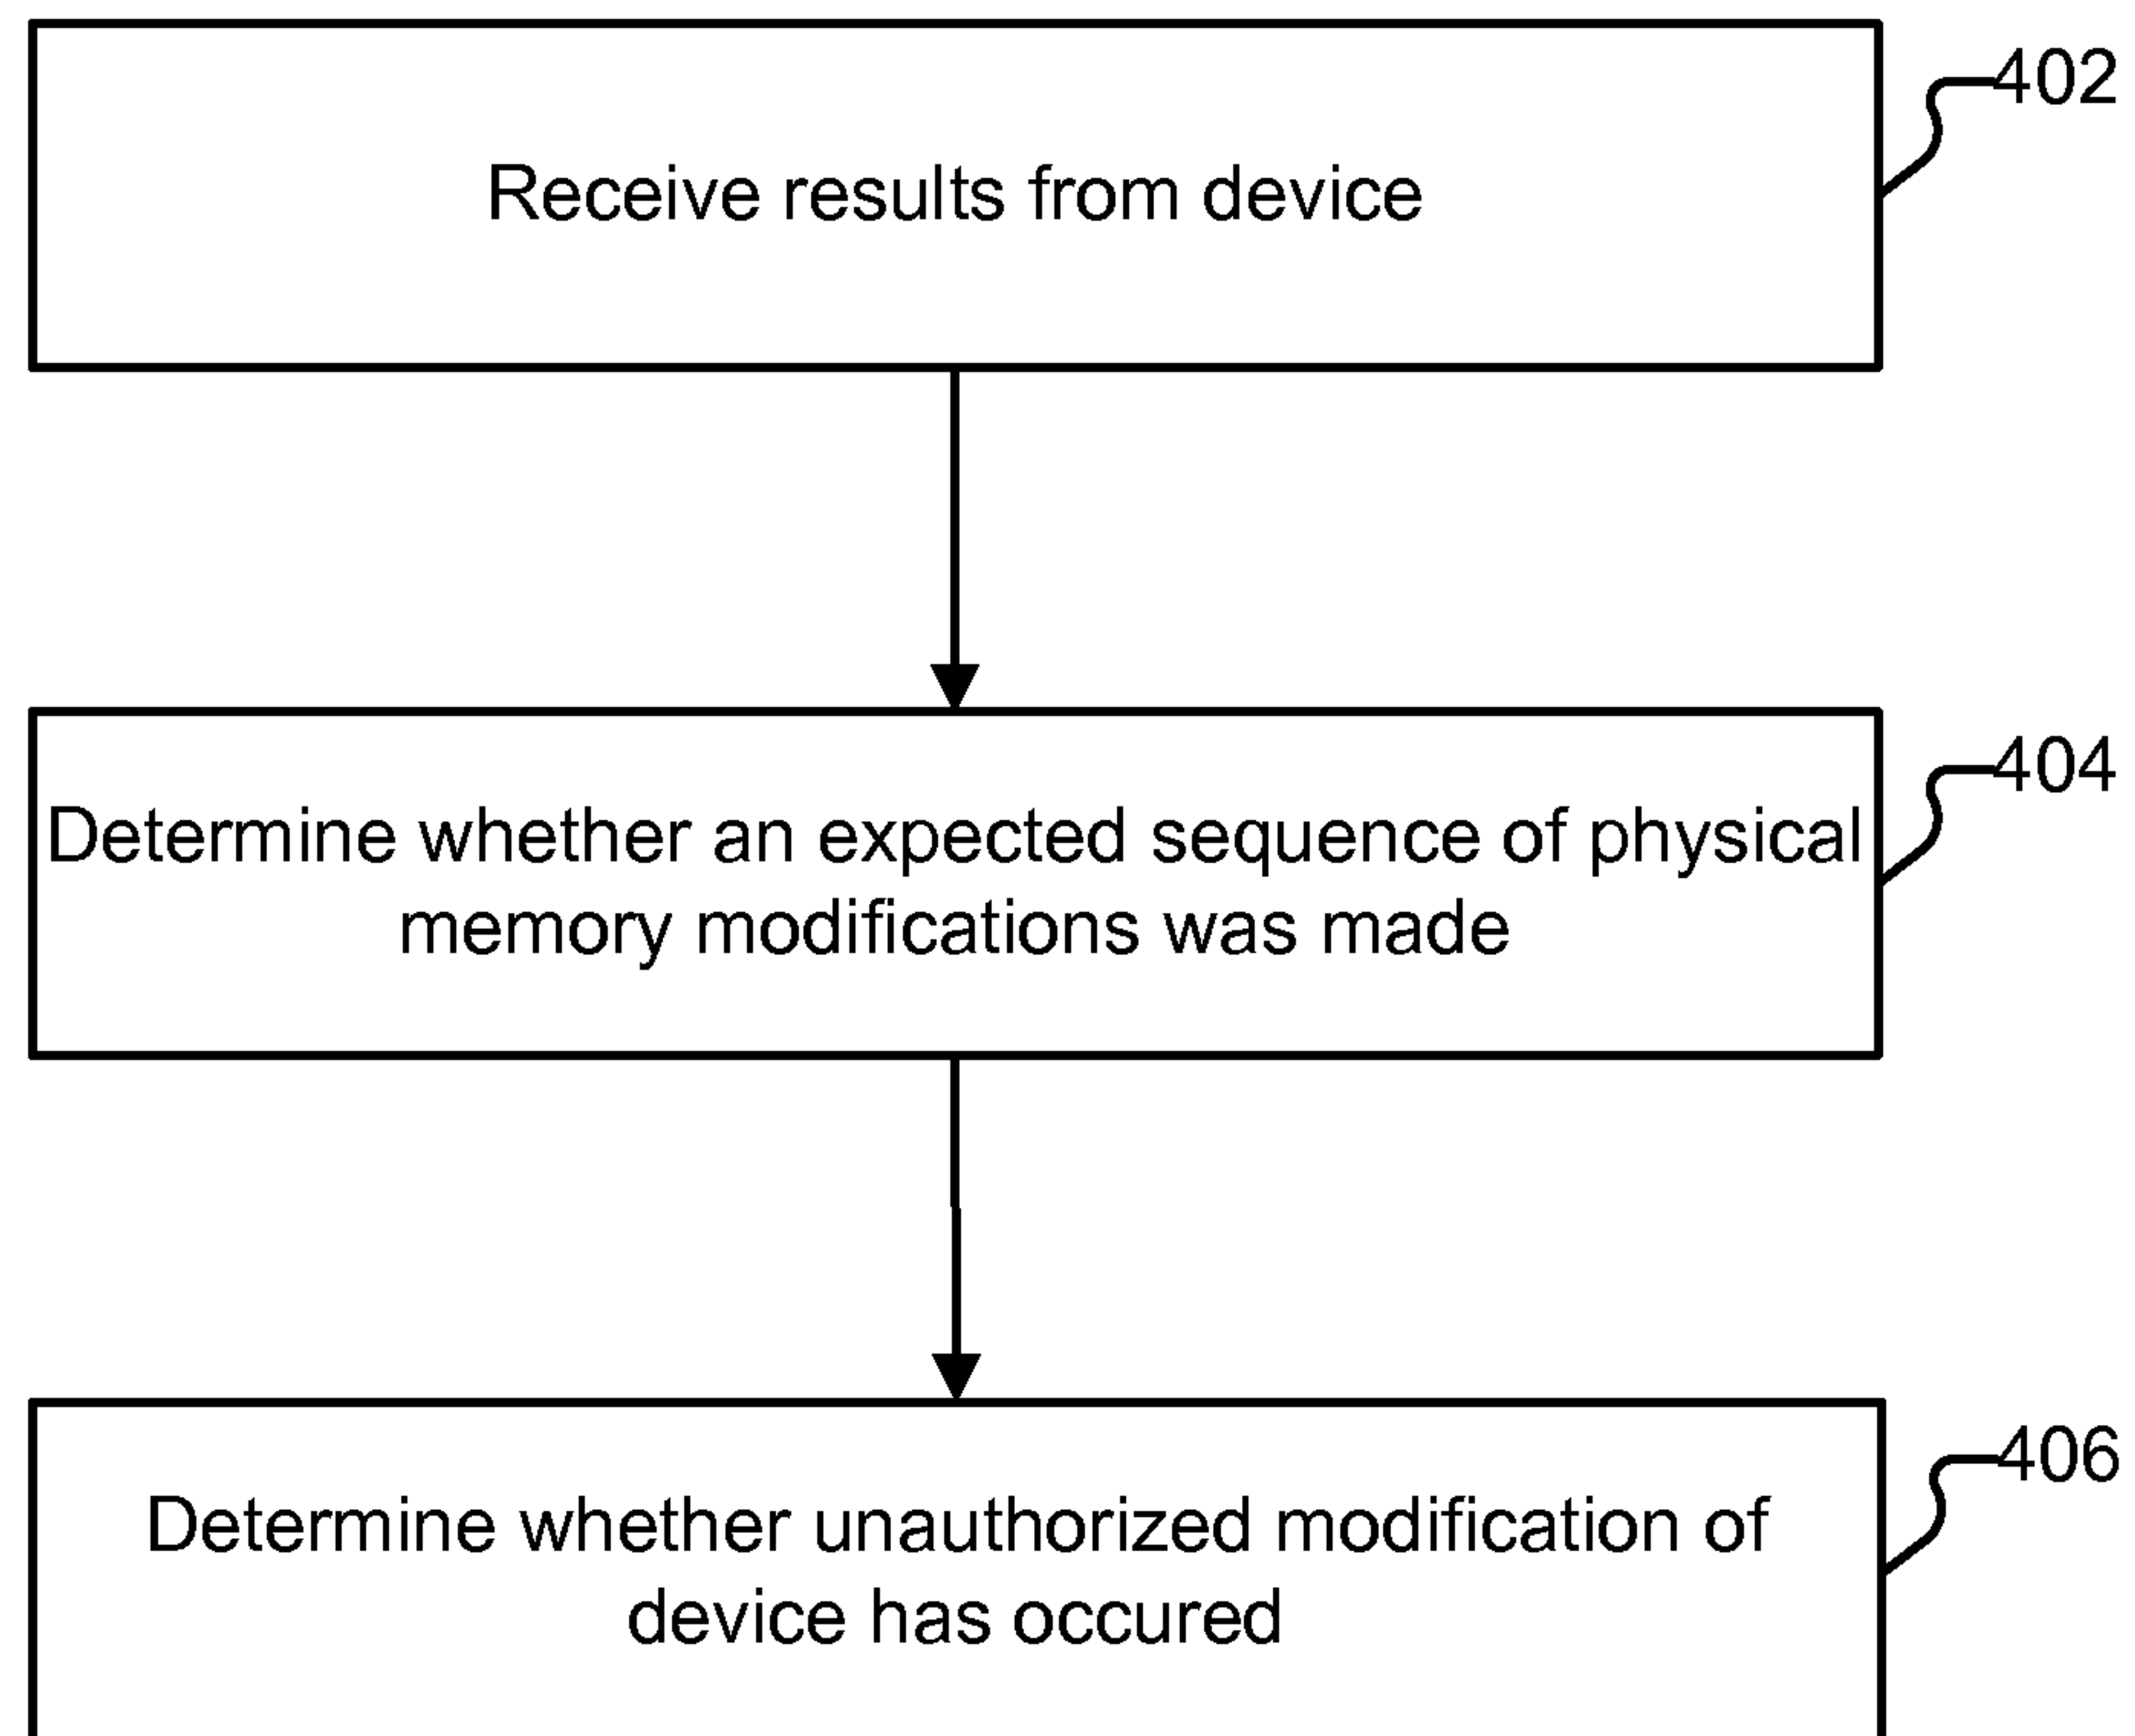 402
Receive results from device
404
Determine whether an expected sequence of physical
memory modifications was made
406
Determine whether unauthorized modification of
device has occured